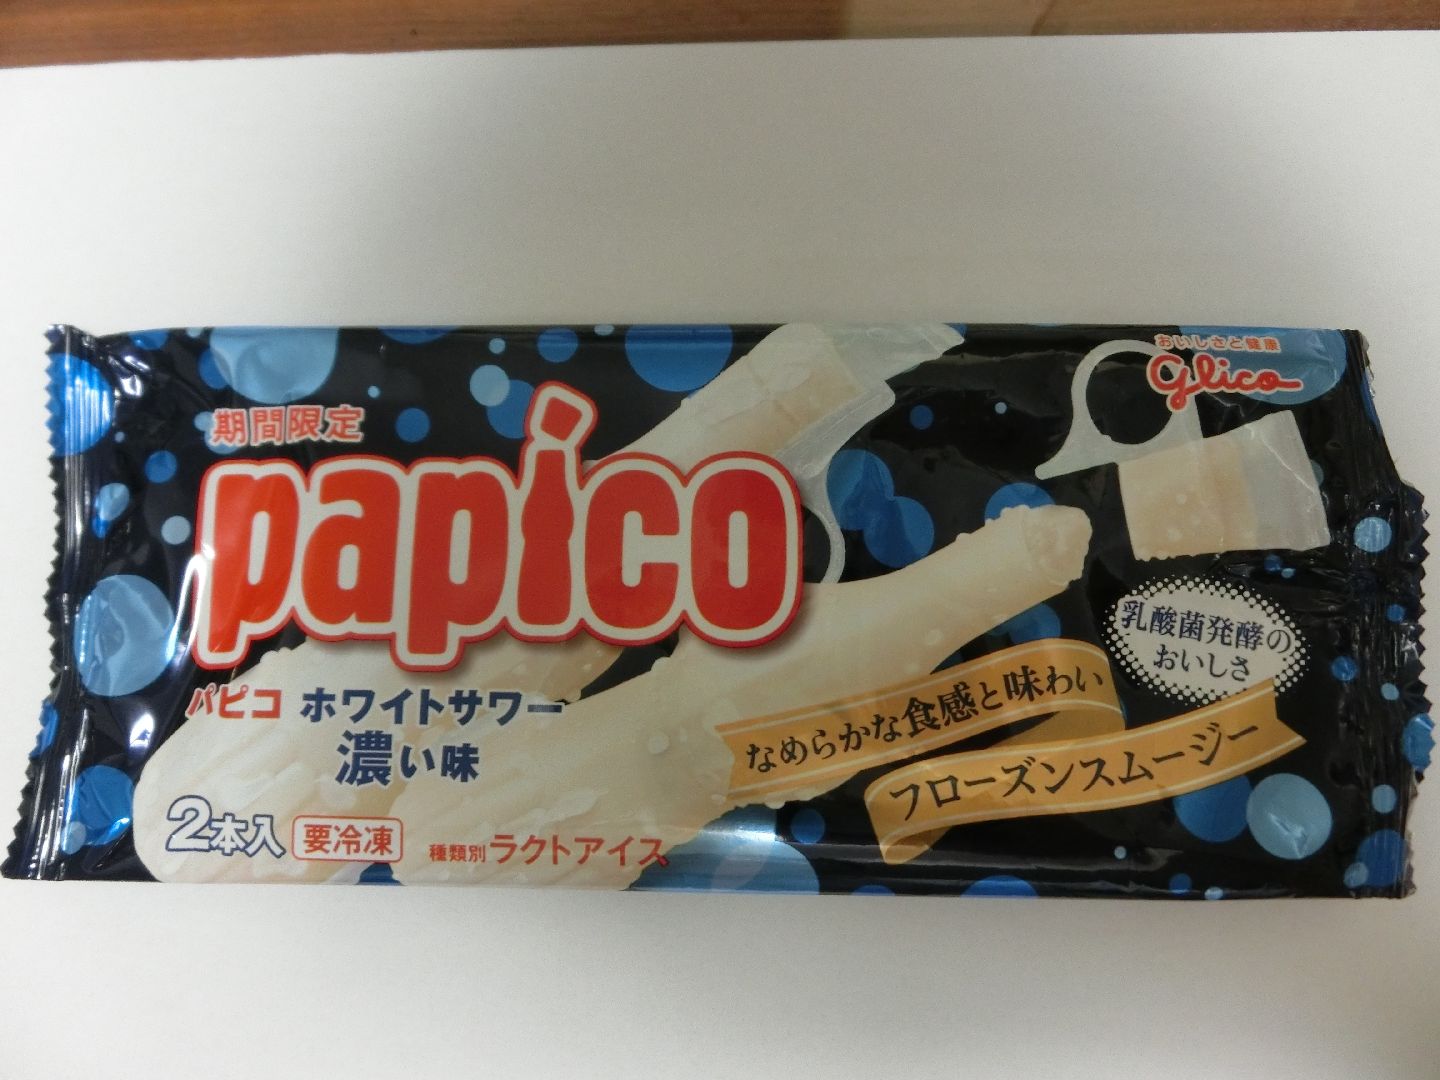 おいしさと健康
glico
期間限定
papico
パピコ ホワイトサワー
濃い味
乳酸菌発酵の
おいしさ
なめらかな食感と味わい
フローズンスムージー
2本入 要冷凍 種類別ラクトアイス